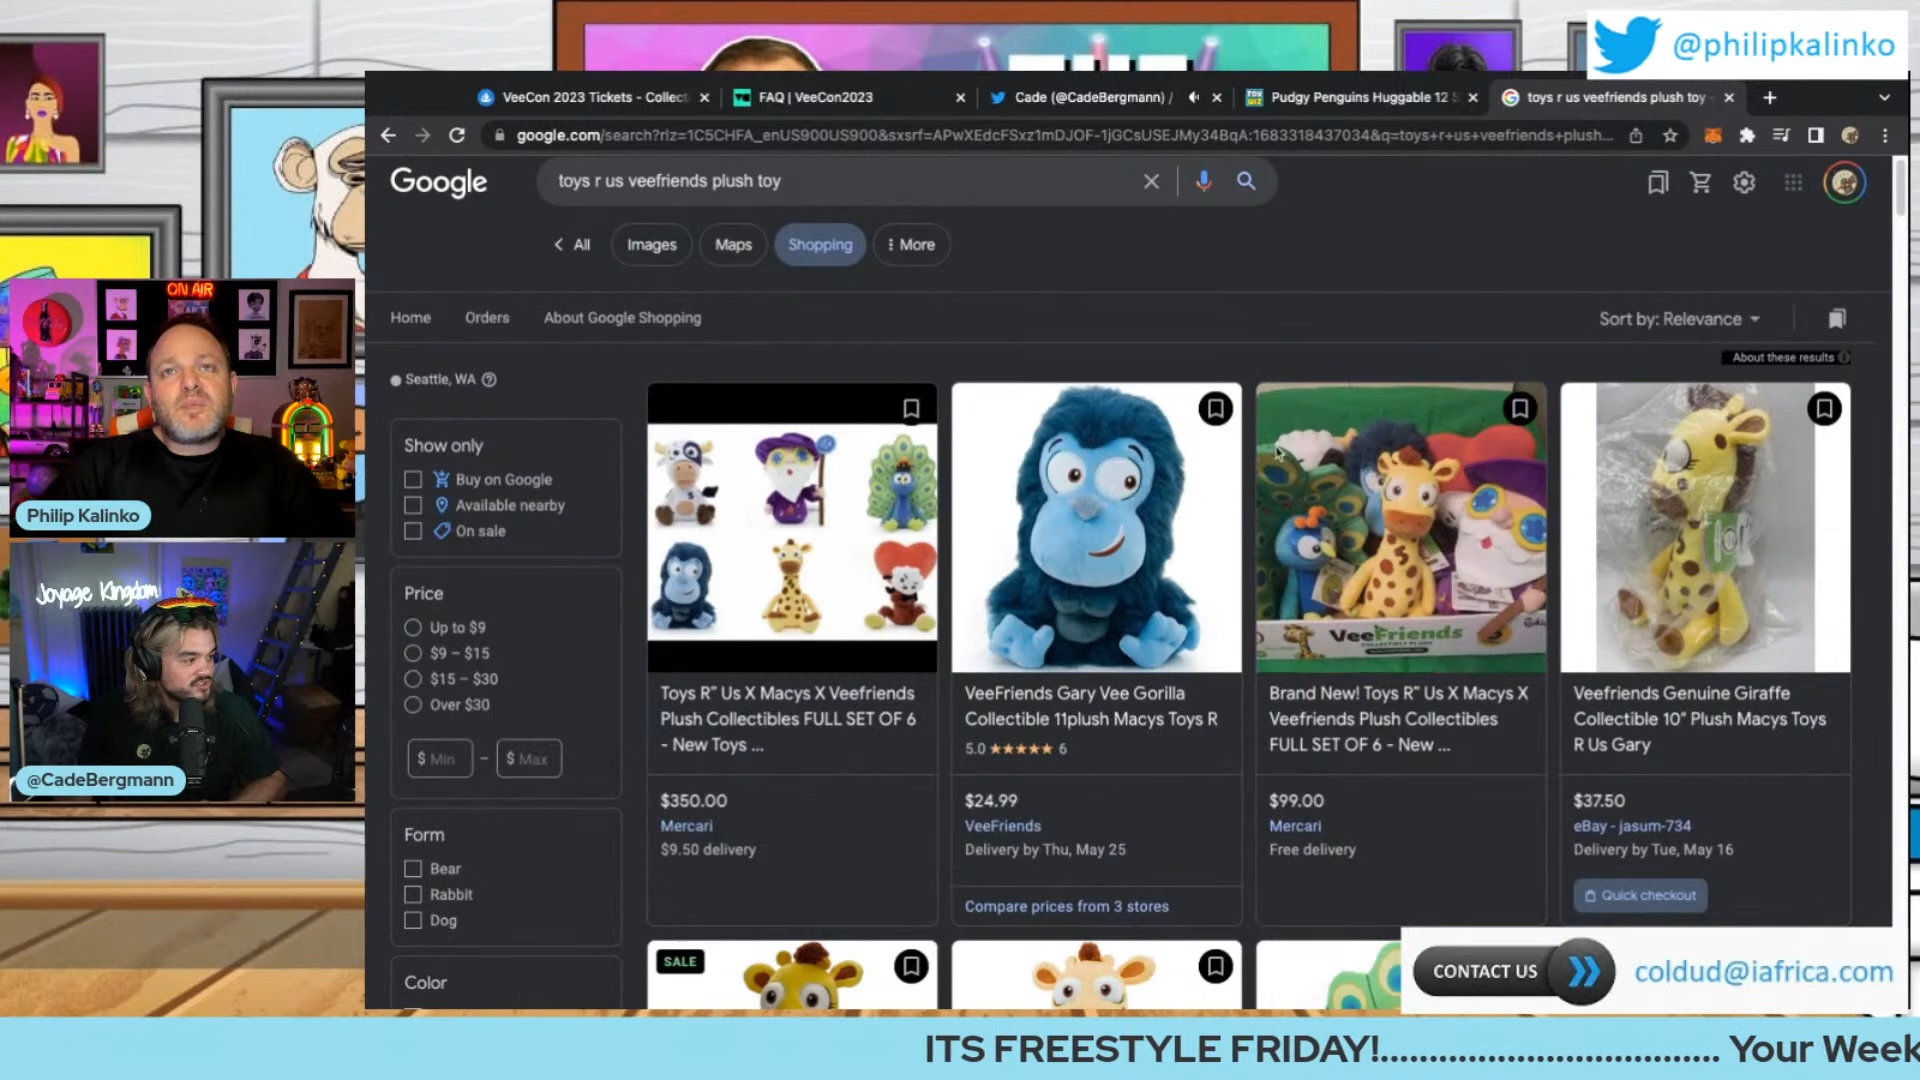 @philipkalinko
VeeCon 2023 Tickets - Collect
FAQ | VeeCon2023
Cade (@CadeBergmann) /
Pudgy Penguins Huggable 12
toys r us veefriends plush toy -
google.com/search?rlz=1C5CHFA_enUS900US900&sxsrf=APwXEdcFSxz1mDJOF-1jGCsUSEJMy34BqA:1683318437034&q=toys+r+us+veefriends+plush...
Google
toys r us veefriends plush toy
All
Images
Maps
Shopping
More
Home
Orders
About Google Shopping
Sort by: Relevance
About these results
Seattle, WA
Show only
Buy on Google
Available nearby
On sale
Price
Up to $9
$9 – $15
$15 – $30
Over $30
$ Min – $ Max
Form
Bear
Rabbit
Dog
Color
VeeFriends
Toys R" Us X Macys X Veefriends
Plush Collectibles FULL SET OF 6
- New Toys ...
$350.00
Mercari
$9.50 delivery
VeeFriends Gary Vee Gorilla
Collectible 11plush Macys Toys R
5.0 ★★★★★ 6
$24.99
VeeFriends
Delivery by Thu, May 25
Compare prices from 3 stores
Brand New! Toys R" Us X Macys X
Veefriends Plush Collectibles
FULL SET OF 6 - New ...
$99.00
Mercari
Free delivery
Veefriends Genuine Giraffe
Collectible 10" Plush Macys Toys
R Us Gary
$37.50
eBay - jasum-734
Delivery by Tue, May 16
Quick checkout
SALE
ON AIR
Philip Kalinko
Joyage Kingdom
@CadeBergmann
CONTACT US
coldud@iafrica.com
ITS FREESTYLE FRIDAY!................................... Your Week